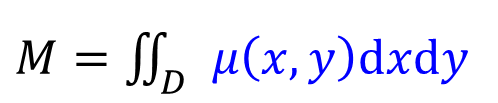 M = ∬_D μ(x, y)dxdy